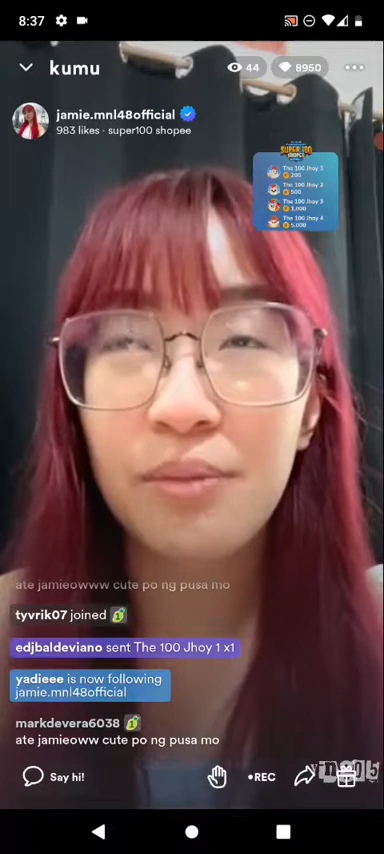 8:37
kumu
44
8950
jamie.mnl48official
983 likes • super100 shopee
SUPER 100
The 100 Jhoy 1
200
The 100 Jhoy 2
500
The 100 Jhoy 3
The 100 Jhoy 4
5,000
ate jamieowww cute po ng pusa mo
tyvrik07 joined
edjbaldeviano sent The 100 Jhoy 1 x1
yadieee is now following
jamie.mnl48official
markdevera6038
ate jamieoww cute po ng pusa mo
Say hi!
•REC